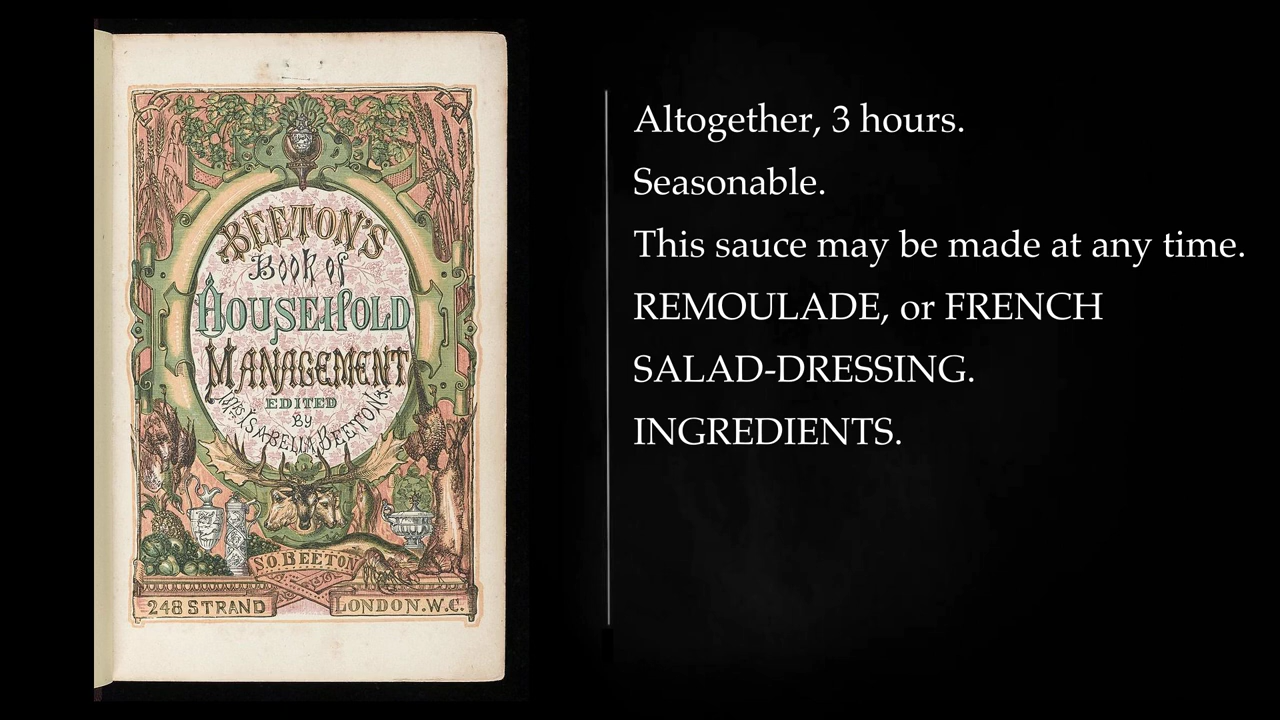 BEETON'S
Book of
HOUSEHOLD
MANAGEMENT
EDITED
BY
MRS ISABELLA BEETON
S.O. BEETON
248 STRAND
LONDON. W.C.
Altogether, 3 hours.
Seasonable.
This sauce may be made at any time.
REMOULADE, or FRENCH
SALAD-DRESSING.
INGREDIENTS.